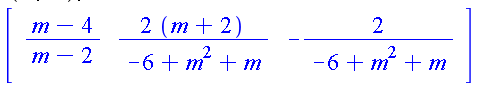 [ (m − 4)/(m − 2)   2 (m + 2)/(-6 + m² + m)   - 2/(-6 + m² + m) ]